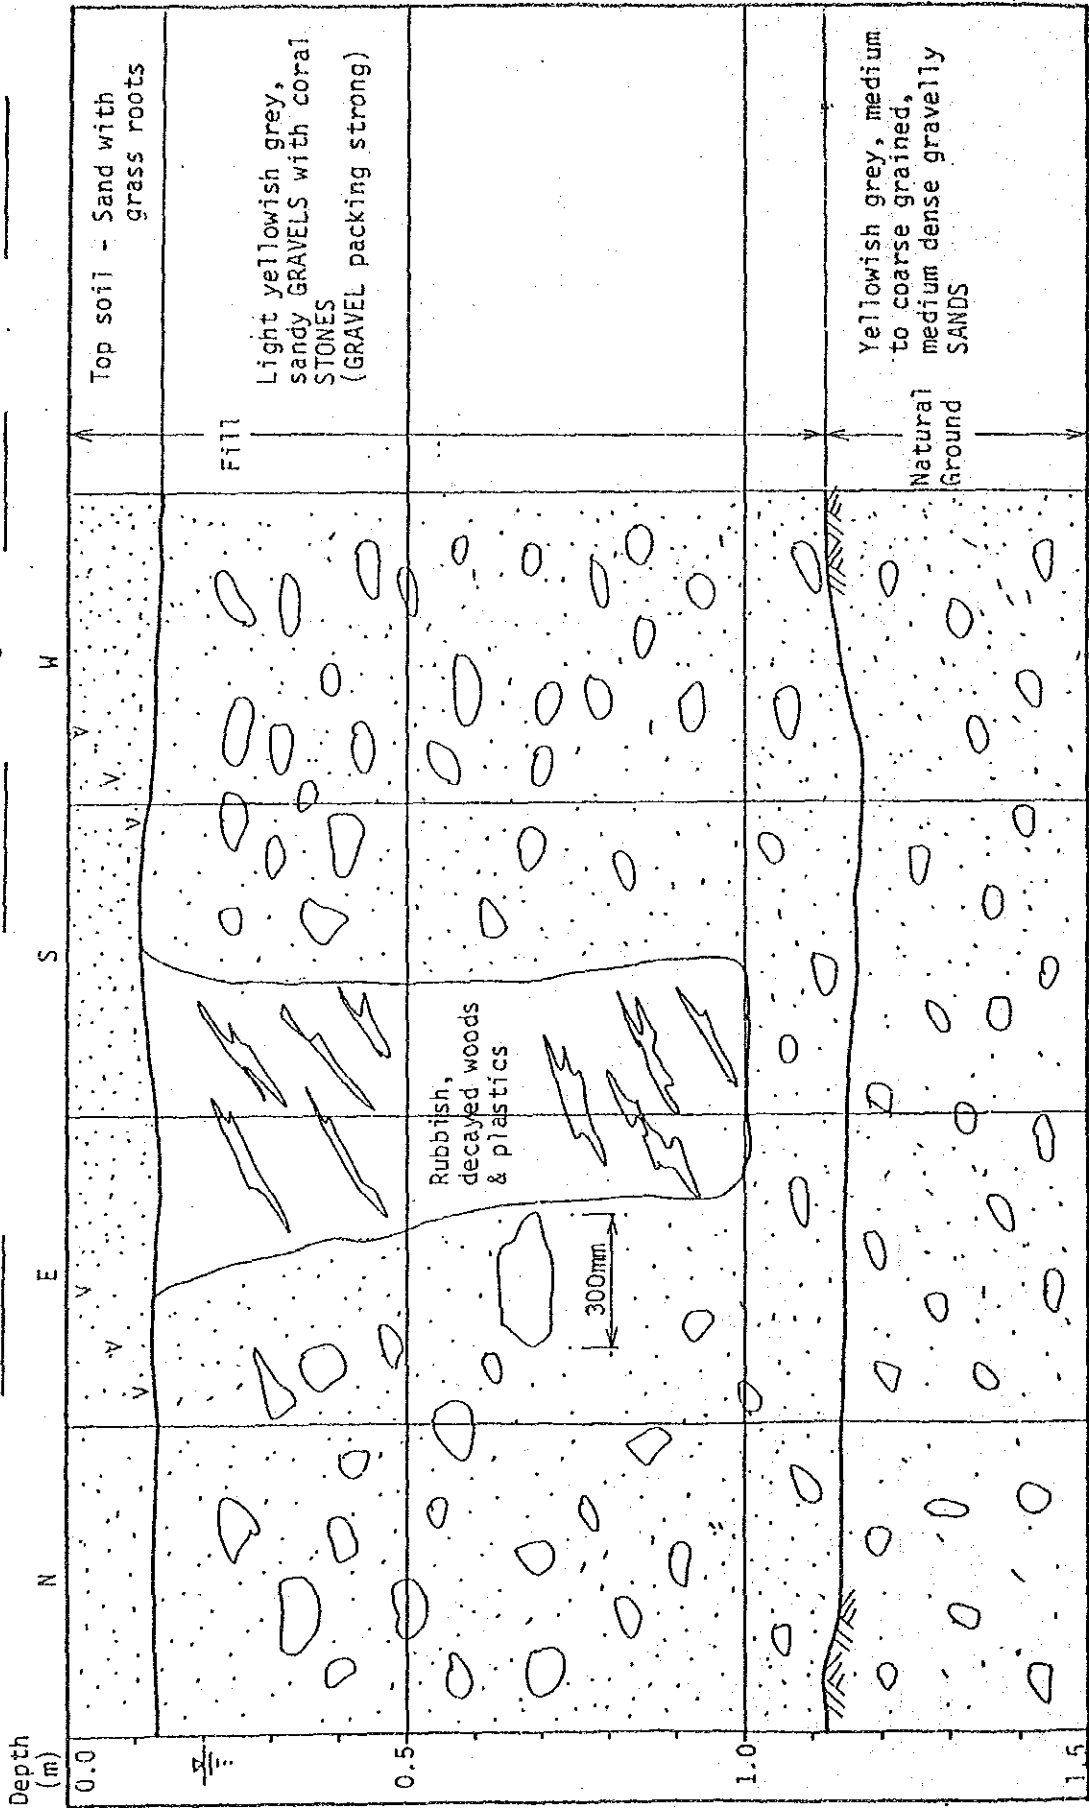 Depth
(m)
N
E
S
W
0.0
0.5
1.0
1.5
Top soil - Sand with
grass roots
Fill
Light yellowish grey,
sandy GRAVELS with coral
STONES
(GRAVEL packing strong)
Rubbish,
decayed woods
& plastics
300mm
Natural
Ground
Yellowish grey, medium
to coarse grained,
medium dense gravelly
SANDS